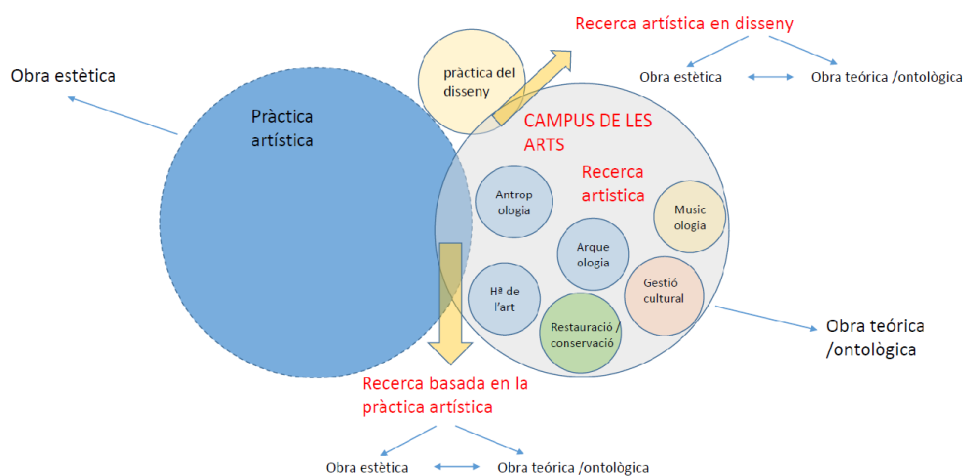 Recerca artística en disseny
Obra estètica
Obra teórica /ontològica
Obra estètica
pràctica del
disseny
Pràctica
artística
CAMPUS DE LES
ARTS
Recerca
artistica
Antrop
ologia
Music
ologia
Arque
ologia
Hª de
l'art
Gestió
cultural
Restauració /
conservació
Obra teórica
/ontològica
Recerca basada en la
pràctica artística
Obra estètica
Obra teórica /ontològica